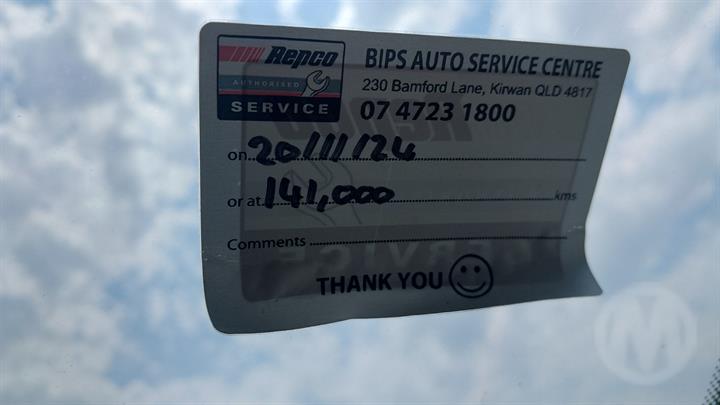 Repco
AUTHORISED
SERVICE
BIPS AUTO SERVICE CENTRE
230 Bamford Lane, Kirwan QLD 4817
07 4723 1800
on 20/11/24
or at 141,000 kms
Comments
THANK YOU
M